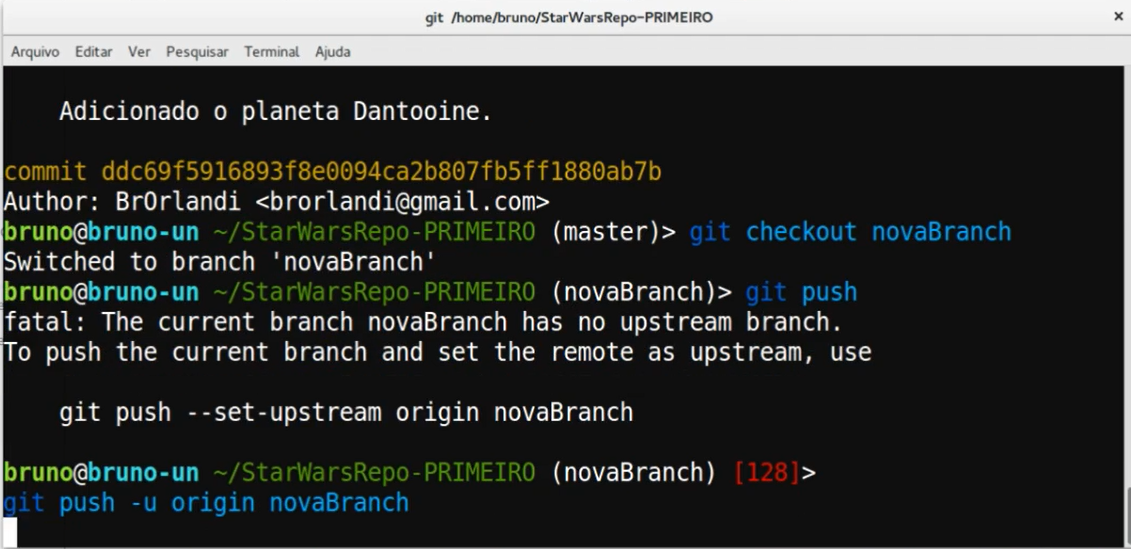 git /home/bruno/StarWarsRepo-PRIMEIRO
Arquivo Editar Ver Pesquisar Terminal Ajuda
Adicionado o planeta Dantooine.
commit ddc69f5916893f8e0094ca2b807fb5ff1880ab7b
Author: BrOrlandi <brorlandi@gmail.com>
bruno@bruno-un ~/StarWarsRepo-PRIMEIRO (master)> git checkout novaBranch
Switched to branch 'novaBranch'
bruno@bruno-un ~/StarWarsRepo-PRIMEIRO (novaBranch)> git push
fatal: The current branch novaBranch has no upstream branch.
To push the current branch and set the remote as upstream, use
git push --set-upstream origin novaBranch
bruno@bruno-un ~/StarWarsRepo-PRIMEIRO (novaBranch) [128]>
git push -u origin novaBranch